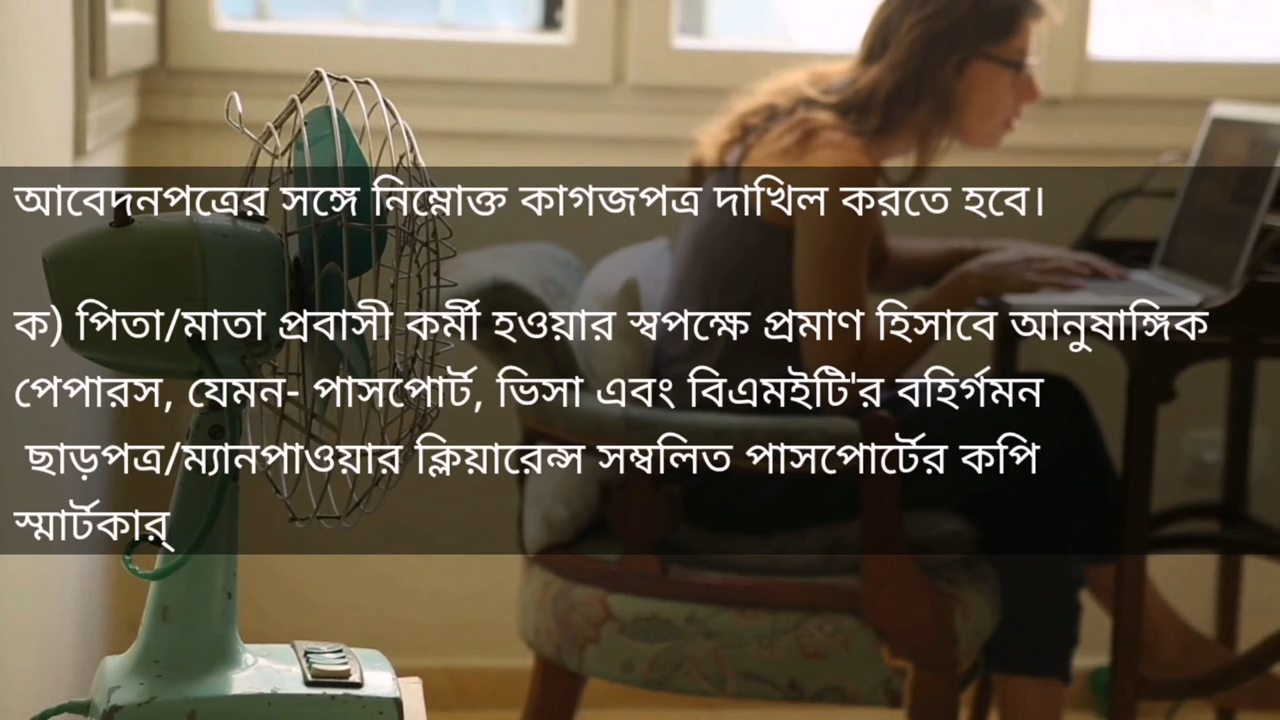 আবেদনপত্রের সঙ্গে নিম্নোক্ত কাগজপত্র দাখিল করতে হবে।
ক) পিতা/মাতা প্রবাসী কর্মী হওয়ার স্বপক্ষে প্রমাণ হিসাবে আনুষাঙ্গিক
পেপারস, যেমন- পাসপোর্ট, ভিসা এবং বিএমইটি'র বহির্গমন
ছাড়পত্র/ম্যানপাওয়ার ক্লিয়ারেন্স সম্বলিত পাসপোর্টের কপি
স্মার্টকার্